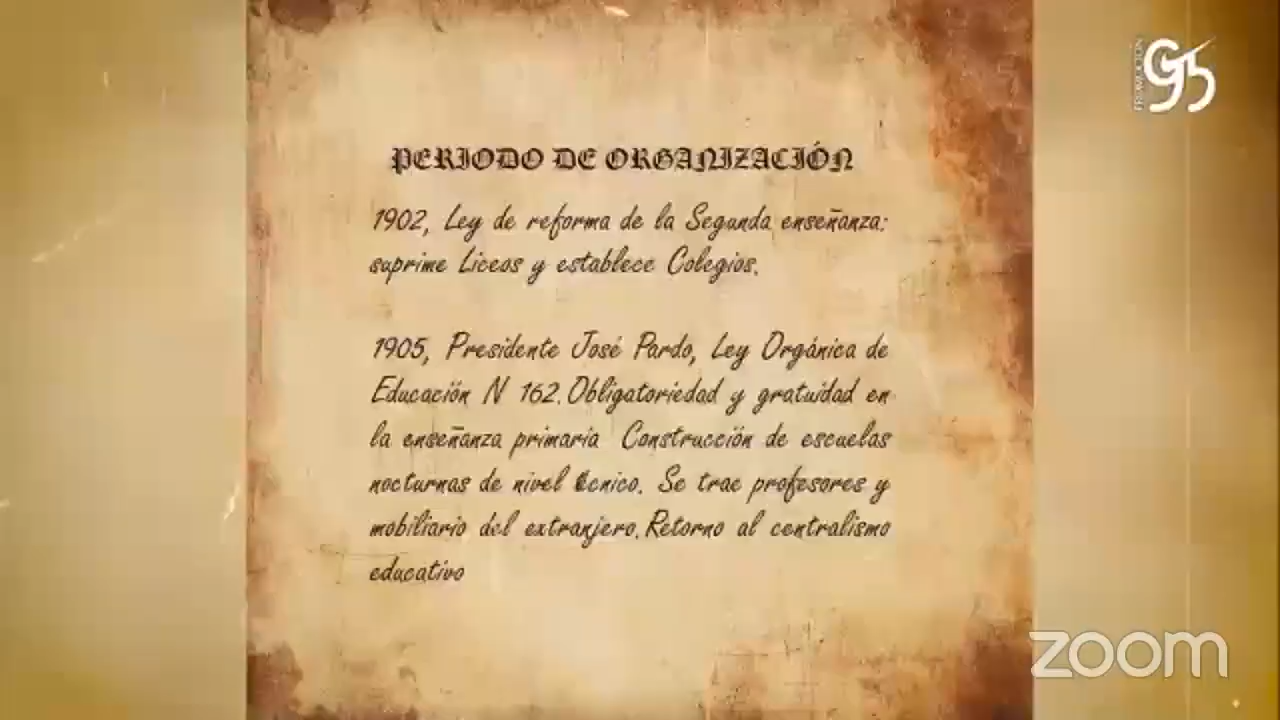 PERIODO DE ORGANIZACIÓN
1902, Ley de reforma de la Segunda enseñanza:
suprime Liceos y establece Colegios.
1905, Presidente José Pardo, Ley Orgánica de
Educación N 162. Obligatoriedad y gratuidad en
la enseñanza primaria Construcción de escuelas
nocturnas de nivel técnico. Se trae profesores y
mobiliario del extranjero. Retorno al centralismo
educativo
PROMOCIÓN
G95
zoom